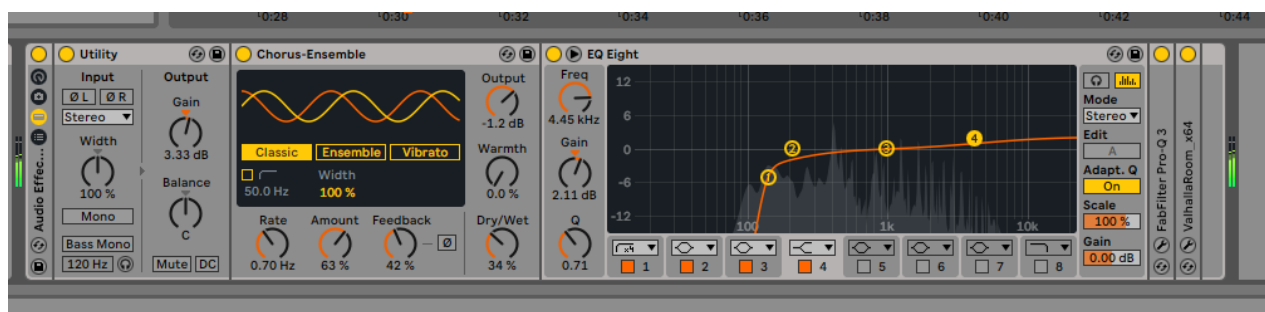 0:28 0:30 0:32 0:34 0:36 0:38 0:40 0:42 0:44
Audio Effec...
Utility
Input
Ø L Ø R
Stereo
Width
100 %
Mono
Bass Mono
120 Hz
Output
Gain
3.33 dB
Balance
C
Mute DC
Chorus-Ensemble
Classic Ensemble Vibrato
50.0 Hz
Width
100 %
Rate
0.70 Hz
Amount
63 %
Feedback
42 %
Ø
Output
-1.2 dB
Warmth
0.0 %
Dry/Wet
34 %
EQ Eight
Freq
4.45 kHz
Gain
2.11 dB
Q
0.71
12
6
0
-6
-12
100 1k 10k
1 2 3 4
x4
1 2 3 4 5 6 7 8
Mode
Stereo
Edit
A
Adapt. Q
On
Scale
100 %
Gain
0.00 dB
FabFilter Pro-Q 3
ValhallaRoom_x64